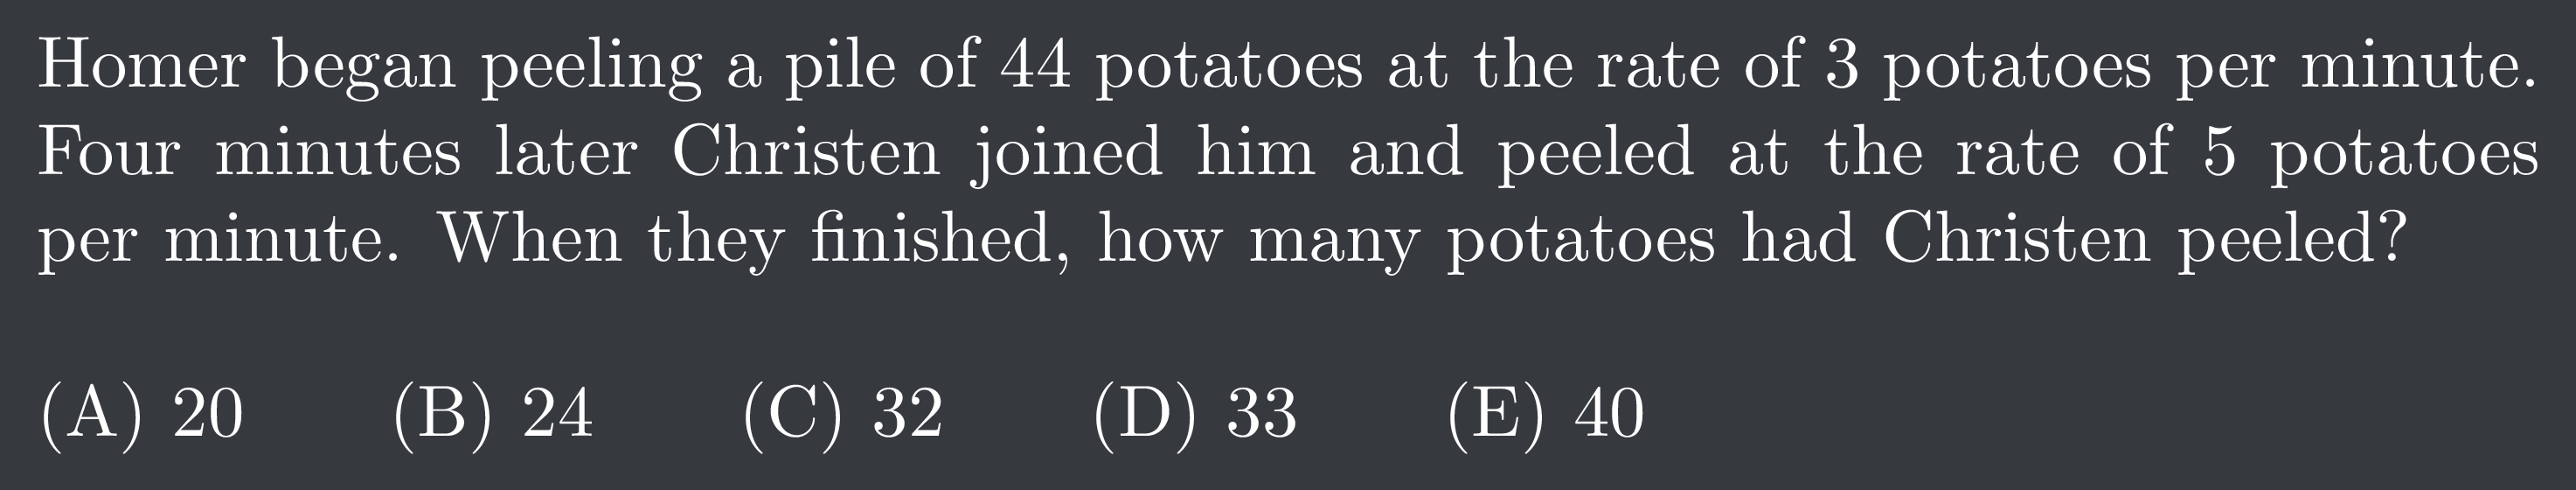 Homer began peeling a pile of 44 potatoes at the rate of 3 potatoes per minute.
Four minutes later Christen joined him and peeled at the rate of 5 potatoes
per minute. When they finished, how many potatoes had Christen peeled?
(A) 20 (B) 24 (C) 32 (D) 33 (E) 40